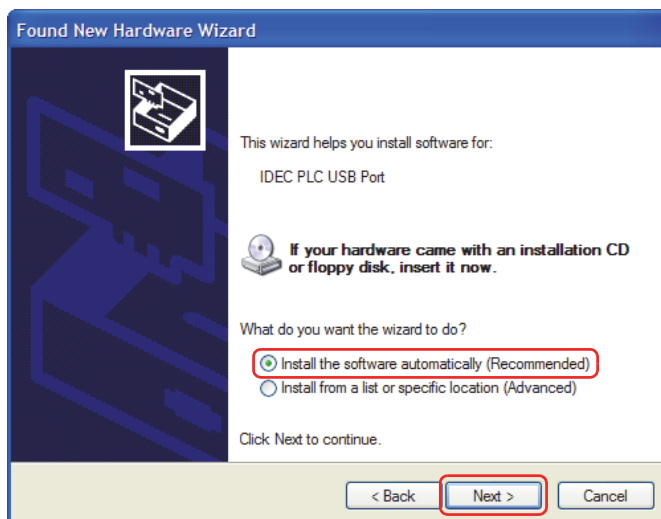 Found New Hardware Wizard
This wizard helps you install software for:
IDEC PLC USB Port
If your hardware came with an installation CD
or floppy disk, insert it now.
What do you want the wizard to do?
Install the software automatically (Recommended)
Install from a list or specific location (Advanced)
Click Next to continue.
< Back Next > Cancel